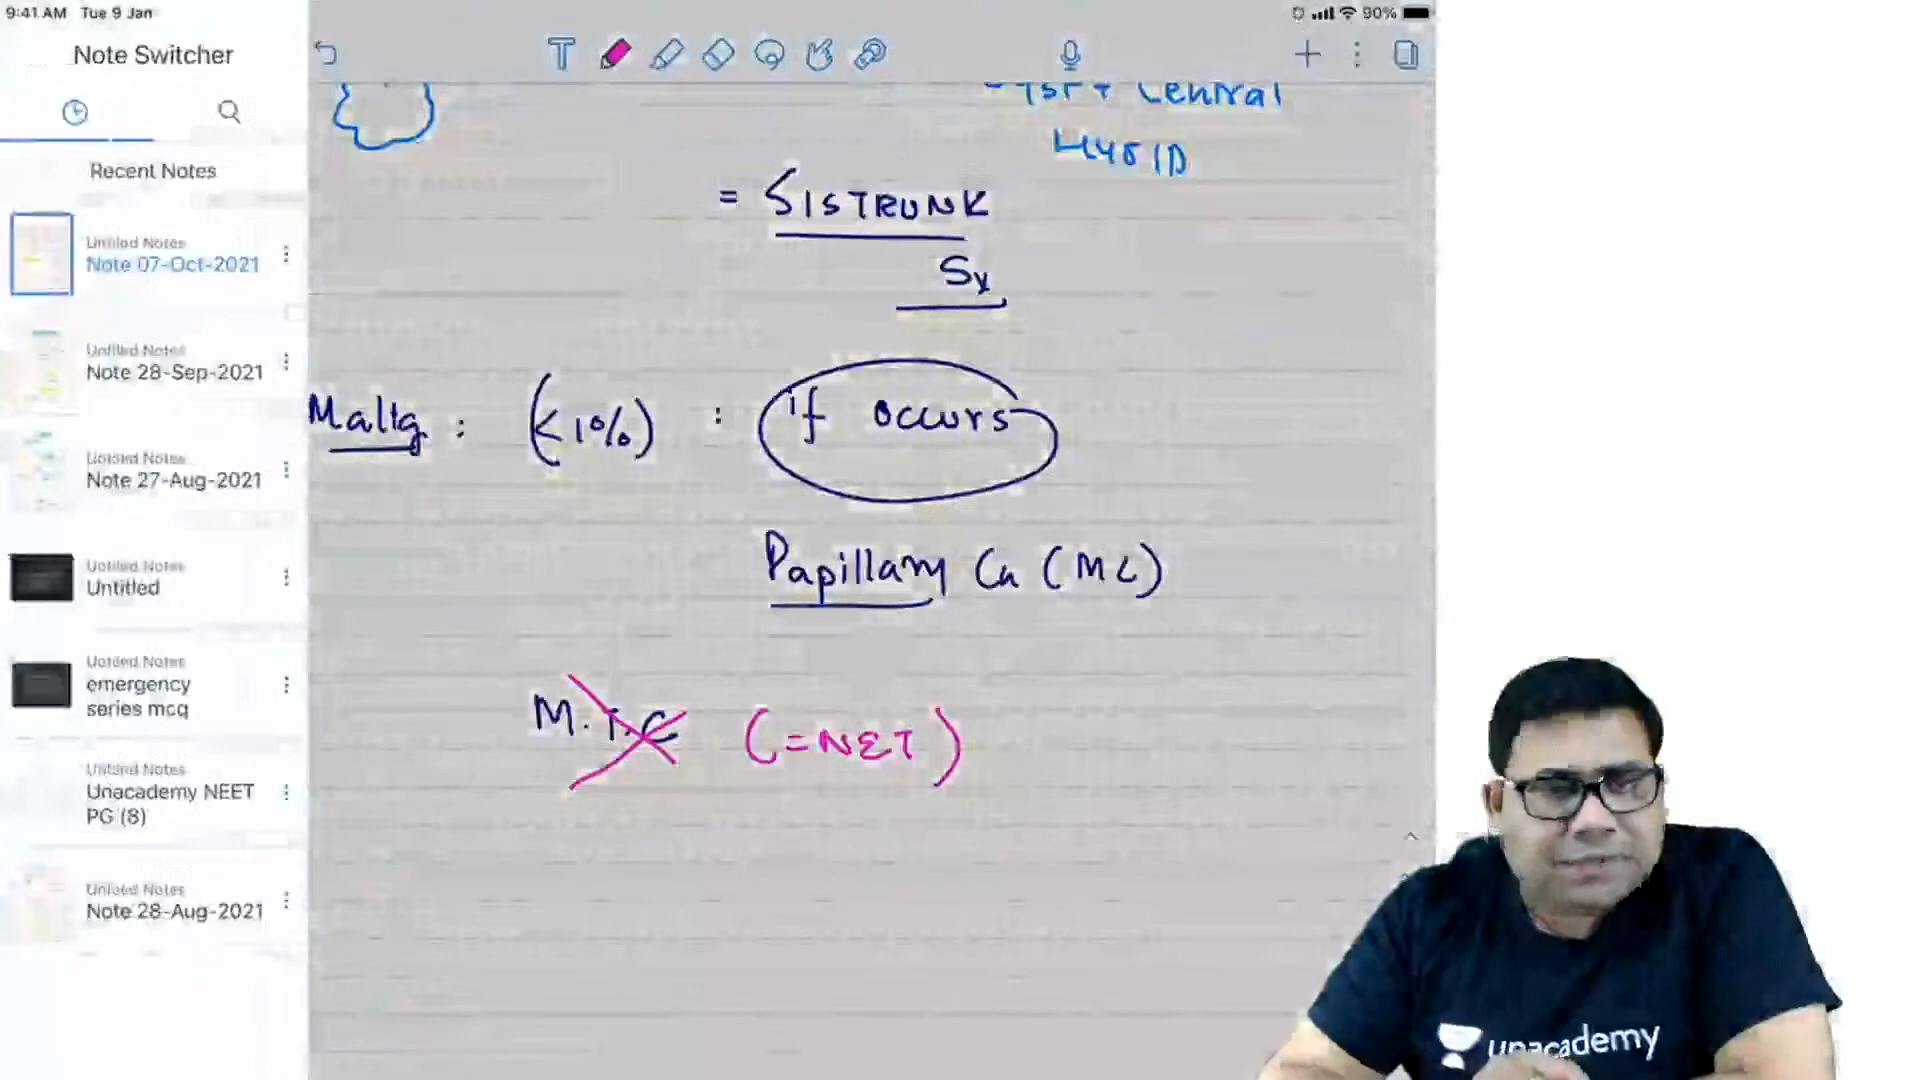 9:41 AM Tue 9 Jan
90%
Note Switcher
Recent Notes
Untitled Notes
Note 07-Oct-2021
Untitled Notes
Note 28-Sep-2021
Untitled Notes
Note 27-Aug-2021
Untitled Notes
Untitled
Untitled Notes
emergency
series mcq
Untitled Notes
Unacademy NEET
PG (8)
Untitled Notes
Note 28-Aug-2021
Central
Hyoid
= SISTRUNK
Sx
Malig : (<1%) : if occurs
Papillary Ca (MC)
M.T.C (=NET)
unacademy